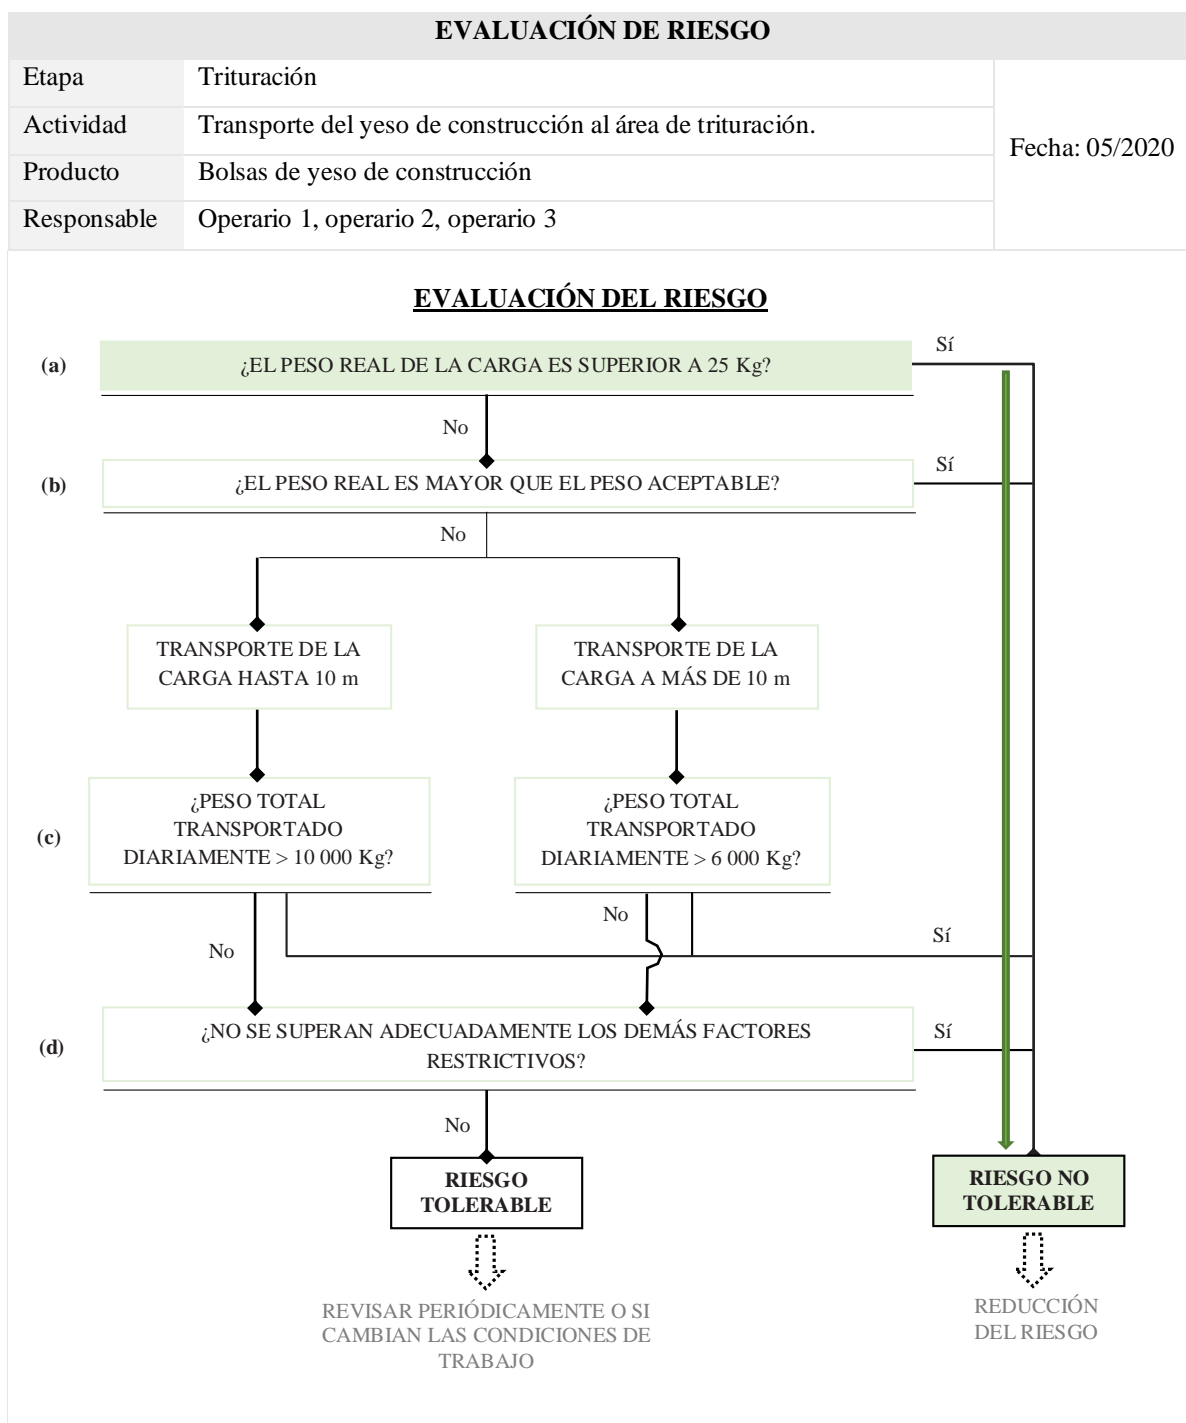 EVALUACIÓN DE RIESGO
Etapa Trituración
Actividad Transporte del yeso de construcción al área de trituración.
Fecha: 05/2020
Producto Bolsas de yeso de construcción
Responsable Operario 1, operario 2, operario 3
EVALUACIÓN DEL RIESGO
Sí
(a) ¿EL PESO REAL DE LA CARGA ES SUPERIOR A 25 Kg?
No
Sí
(b) ¿EL PESO REAL ES MAYOR QUE EL PESO ACEPTABLE?
No
TRANSPORTE DE LA
CARGA HASTA 10 m
TRANSPORTE DE LA
CARGA A MÁS DE 10 m
(c)
¿PESO TOTAL
TRANSPORTADO
DIARIAMENTE > 10 000 Kg?
¿PESO TOTAL
TRANSPORTADO
DIARIAMENTE > 6 000 Kg?
No
No
Sí
(d)
¿NO SE SUPERAN ADECUADAMENTE LOS DEMÁS FACTORES
RESTRICTIVOS?
Sí
No
RIESGO
TOLERABLE
RIESGO NO
TOLERABLE
REVISAR PERIÓDICAMENTE O SI
CAMBIAN LAS CONDICIONES DE
TRABAJO
REDUCCIÓN
DEL RIESGO